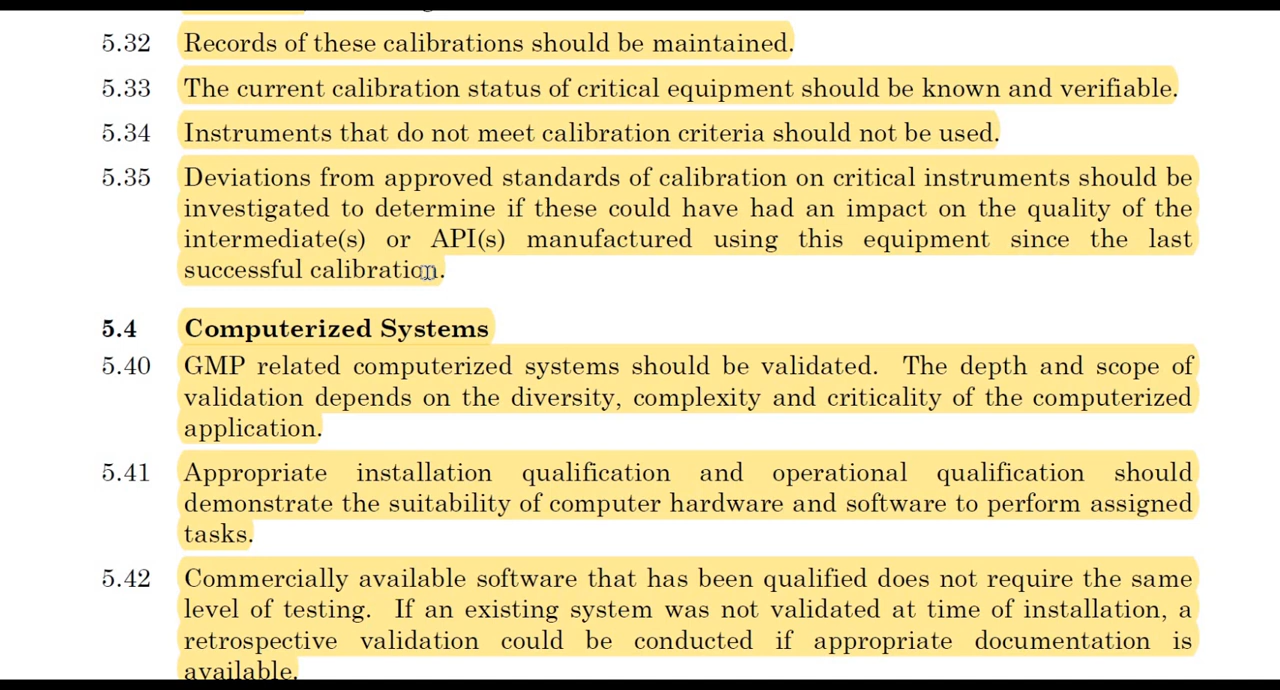 5.32 Records of these calibrations should be maintained.
5.33 The current calibration status of critical equipment should be known and verifiable.
5.34 Instruments that do not meet calibration criteria should not be used.
5.35 Deviations from approved standards of calibration on critical instruments should be
investigated to determine if these could have had an impact on the quality of the
intermediate(s) or API(s) manufactured using this equipment since the last
successful calibration.
5.4 Computerized Systems
5.40 GMP related computerized systems should be validated. The depth and scope of
validation depends on the diversity, complexity and criticality of the computerized
application.
5.41 Appropriate installation qualification and operational qualification should
demonstrate the suitability of computer hardware and software to perform assigned
tasks.
5.42 Commercially available software that has been qualified does not require the same
level of testing. If an existing system was not validated at time of installation, a
retrospective validation could be conducted if appropriate documentation is
available.